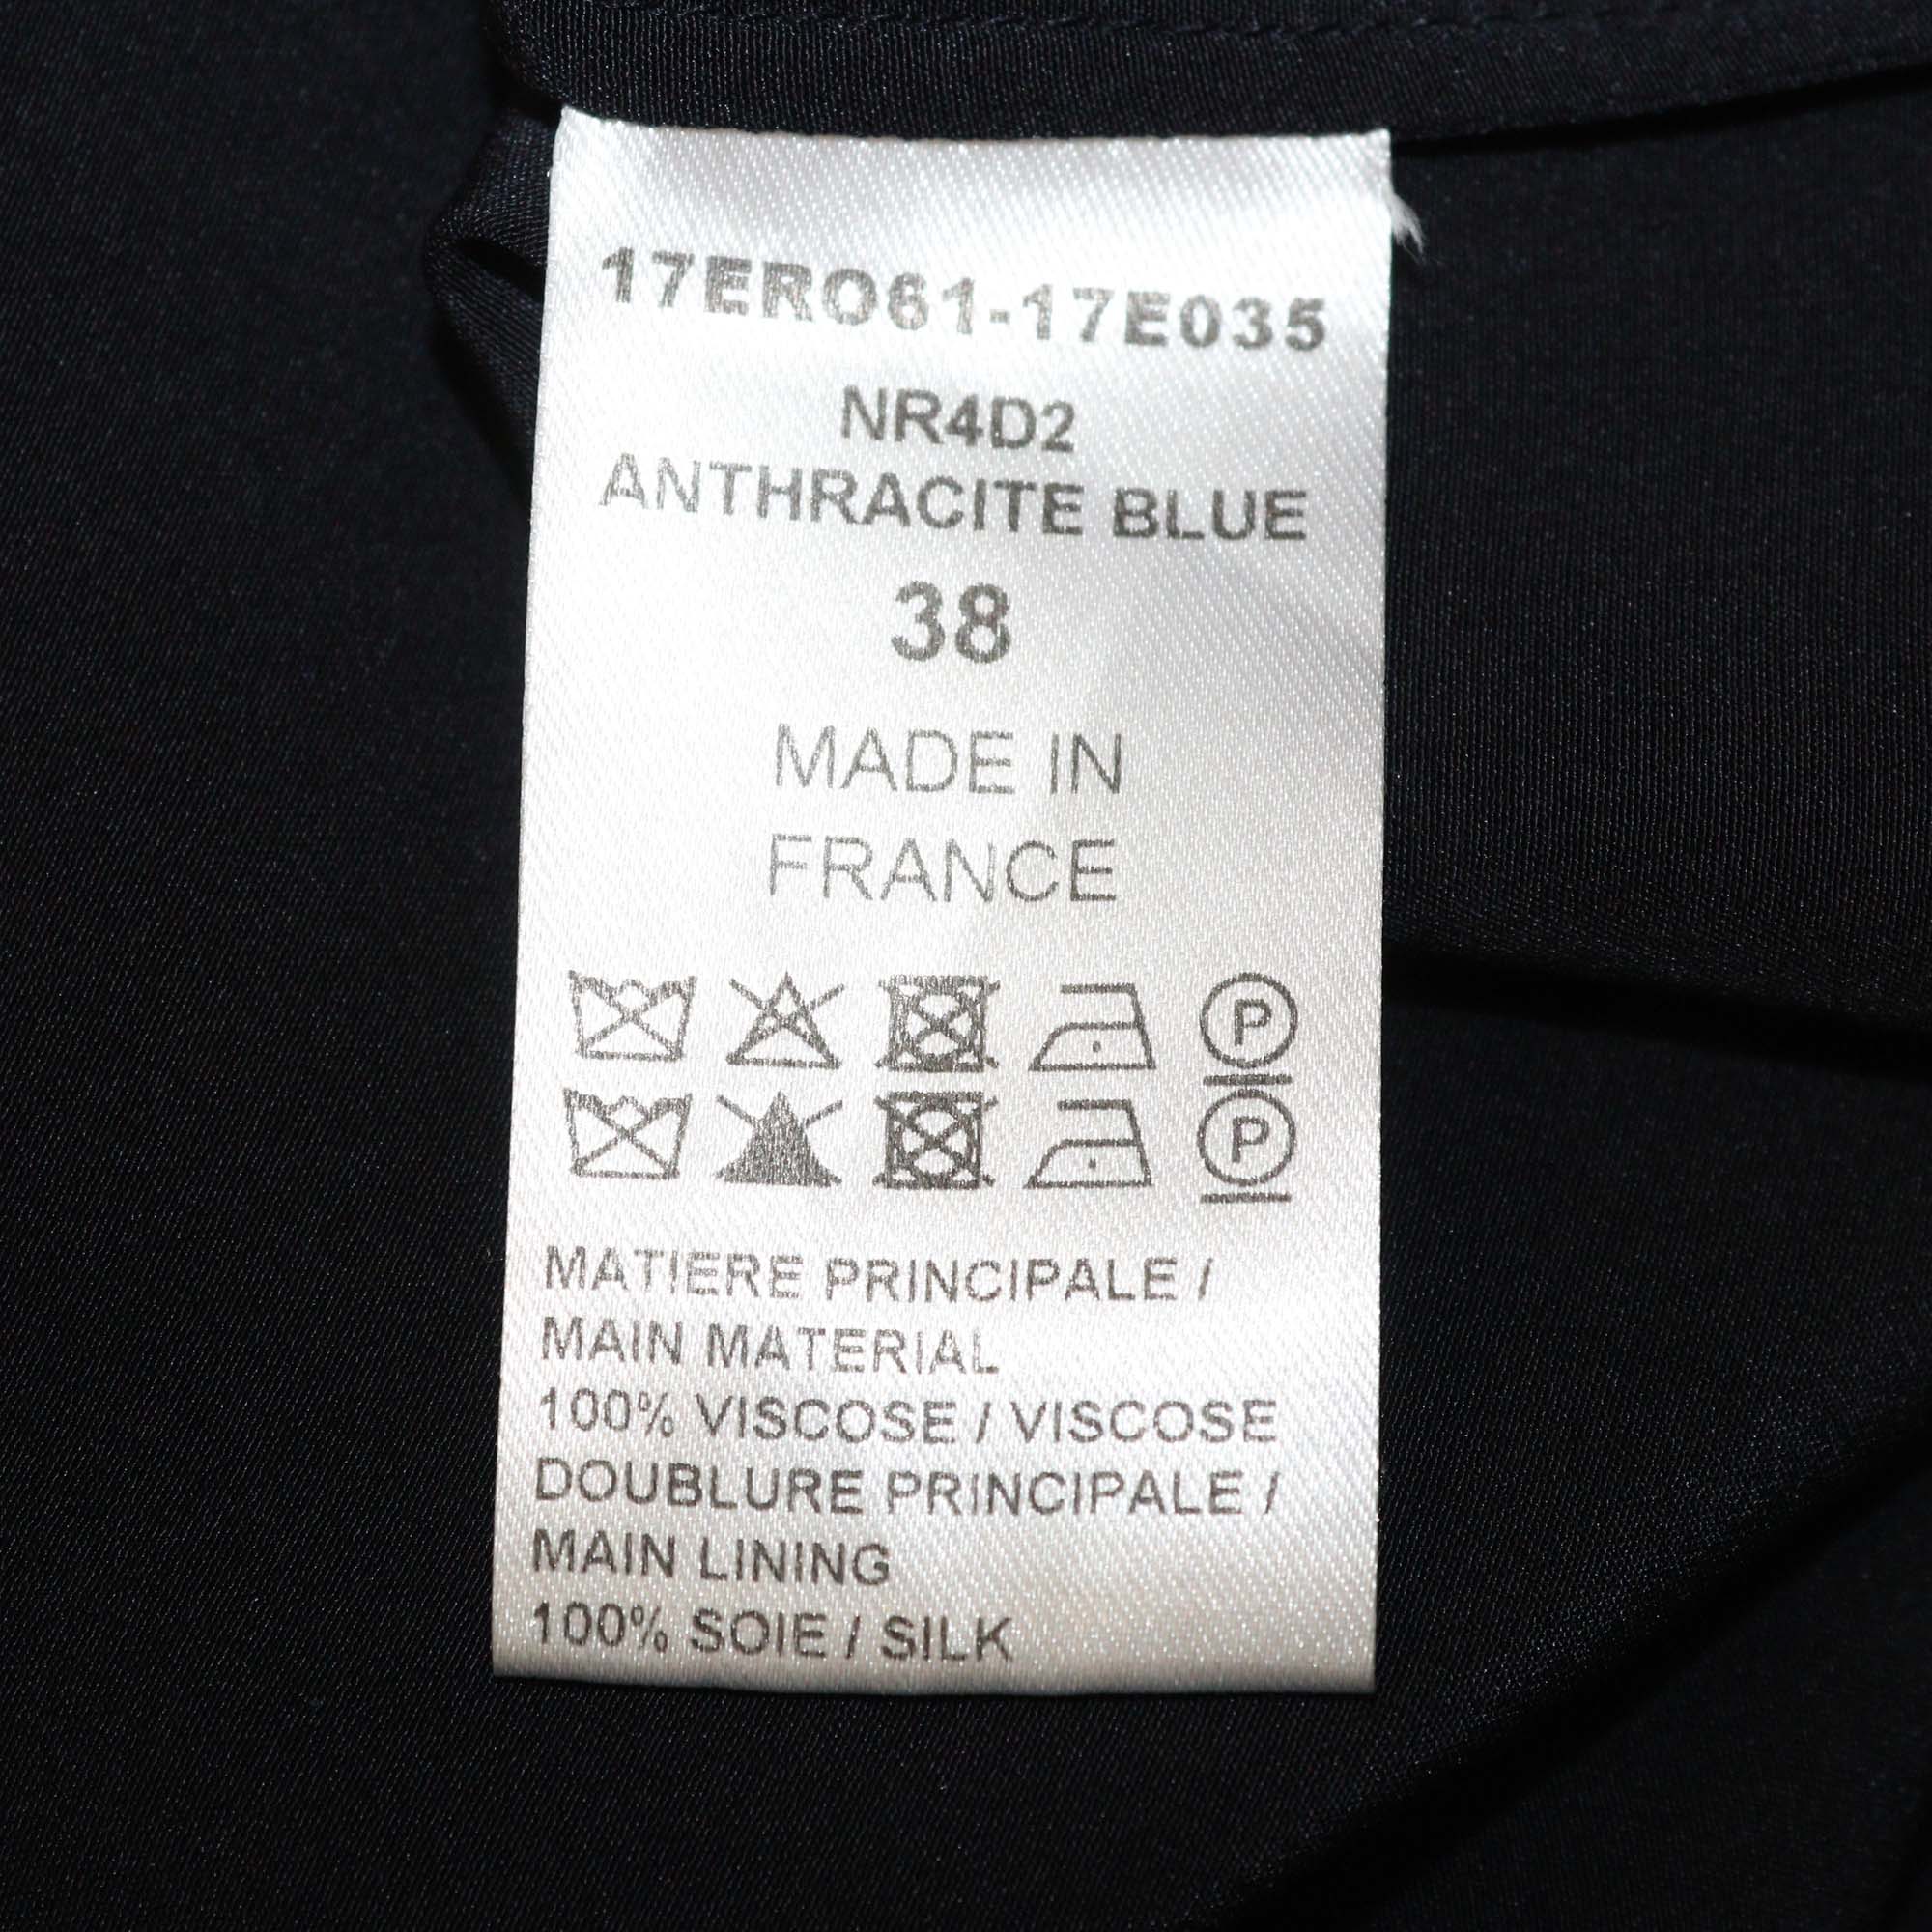 17ERO61-17E035
NR4D2
ANTHRACITE BLUE
38
MADE IN
FRANCE
P
P
MATIERE PRINCIPALE /
MAIN MATERIAL
100% VISCOSE / VISCOSE
DOUBLURE PRINCIPALE /
MAIN LINING
100% SOIE / SILK